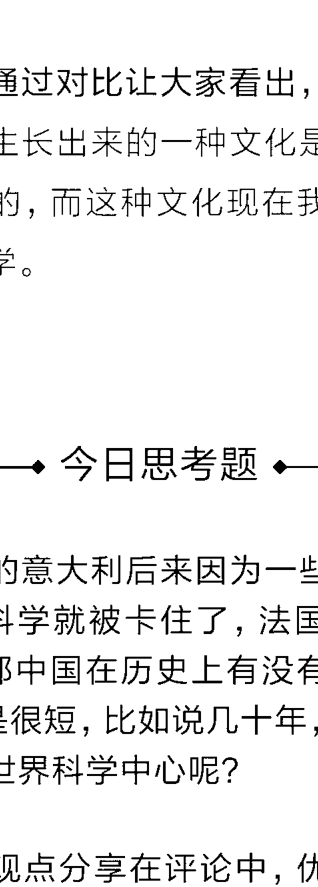 通过对比让大家看出，
生长出来的一种文化是
的，而这种文化现在我
学。
今日思考题
的意大利后来因为一些
科学就被卡住了，法国
那中国在历史上有没有
是很短，比如说几十年，
世界科学中心呢？
观点分享在评论中，优